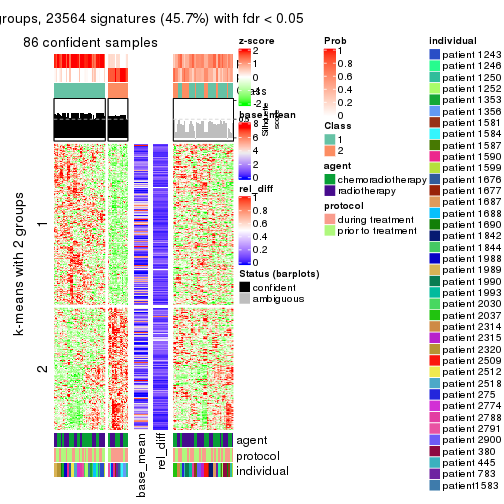 groups, 23564 signatures (45.7%) with fdr < 0.05
86 confident samples
k-means with 2 groups
1
2
z-score
2
1
0
-1
-2
base_mean
8
6
4
2
0
rel_diff
1
0.8
0.6
0.4
0.2
0
Status (barplots)
confident
ambiguous
Silhouette
score
Prob
1
0.8
0.6
0.4
0.2
0
Class
1
2
agent
chemoradiotherapy
radiotherapy
protocol
during treatment
prior to treatment
individual
patient 1243
patient 1246
patient 1250
patient 1252
patient 1353
patient 1356
patient 1581
patient 1584
patient 1587
patient 1590
patient 1599
patient 1676
patient 1677
patient 1687
patient 1688
patient 1690
patient 1842
patient 1844
patient 1988
patient 1989
patient 1990
patient 1993
patient 2030
patient 2037
patient 2314
patient 2315
patient 2320
patient 2509
patient 2512
patient 2518
patient 275
patient 2774
patient 2788
patient 2791
patient 2900
patient 380
patient 445
patient 783
patient1583
agent
protocol
individual
base_mean
rel_diff